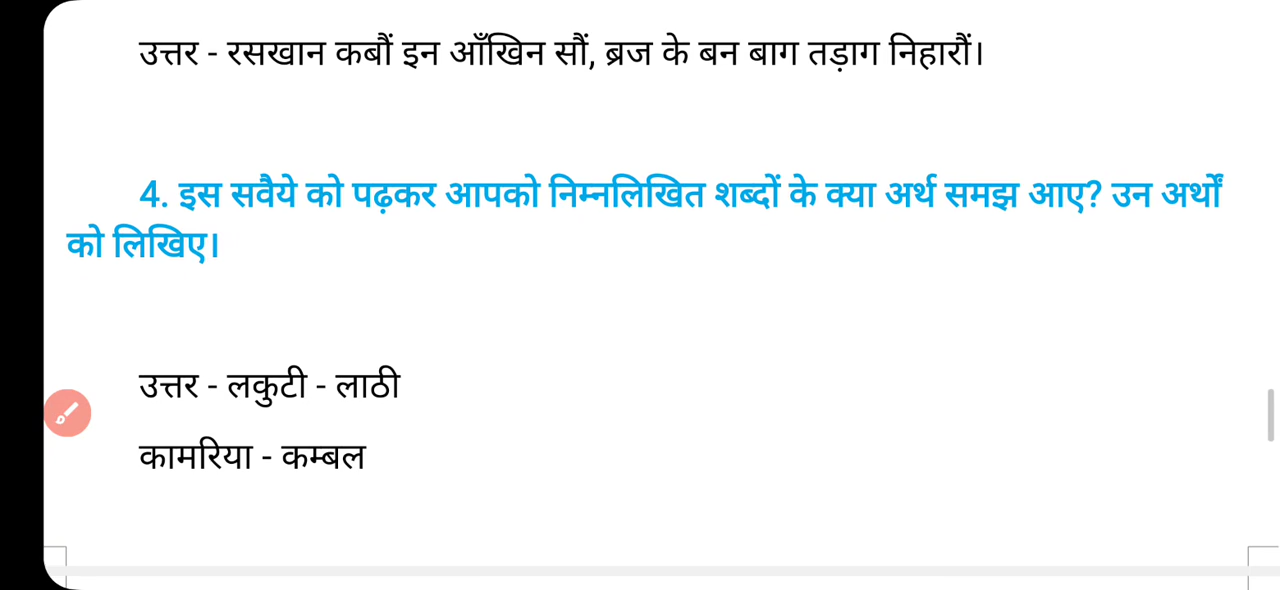 उत्तर - रसखान कबौं इन आँखिन सौं, ब्रज के बन बाग तड़ाग निहारौं।
4. इस सवैये को पढ़कर आपको निम्नलिखित शब्दों के क्या अर्थ समझ आए? उन अर्थों
को लिखिए।
उत्तर - लकुटी - लाठी
कामरिया - कम्बल